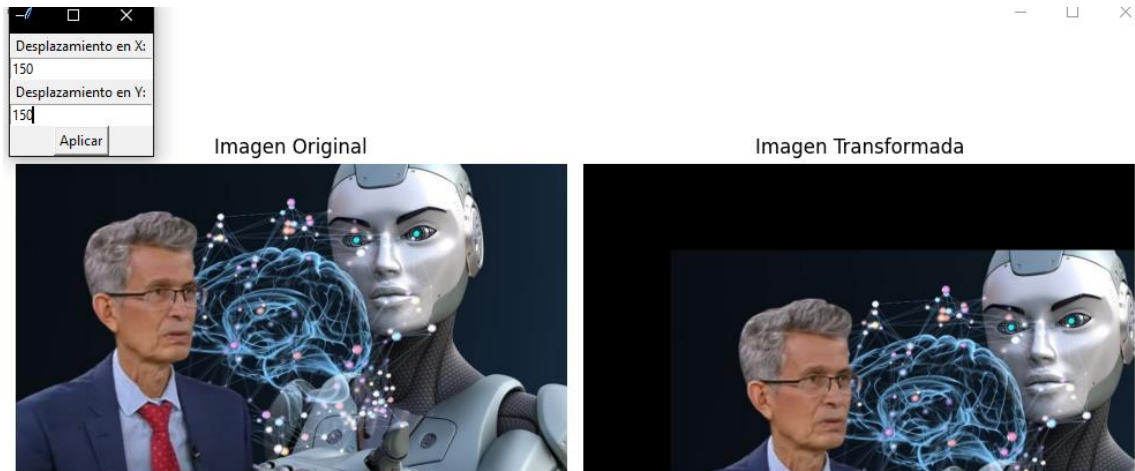 Desplazamiento en X:
150
Desplazamiento en Y:
150
Aplicar
Imagen Original
Imagen Transformada